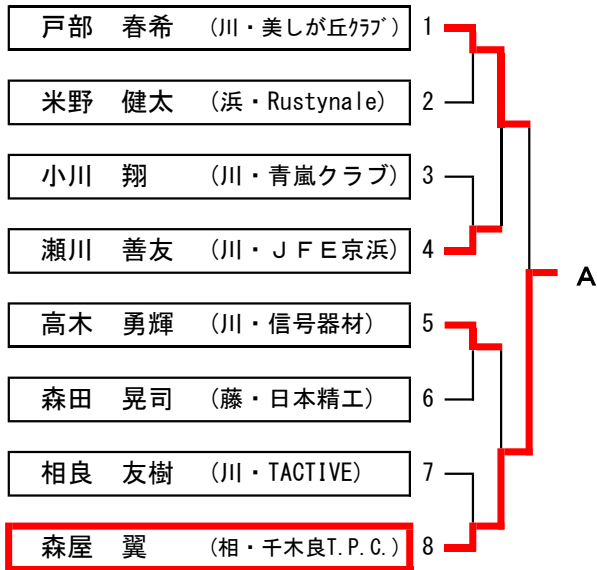 戸部　春希　(川・美しが丘ｸﾗﾌﾞ)　1
米野　健太　(浜・Rustynale)　2
小川　翔　(川・青嵐クラブ)　3
瀬川　善友　(川・ＪＦＥ京浜)　4
A
高木　勇輝　(川・信号器材)　5
森田　晃司　(藤・日本精工)　6
相良　友樹　(川・TACTIVE)　7
森屋　翼　(相・千木良T.P.C.)　8